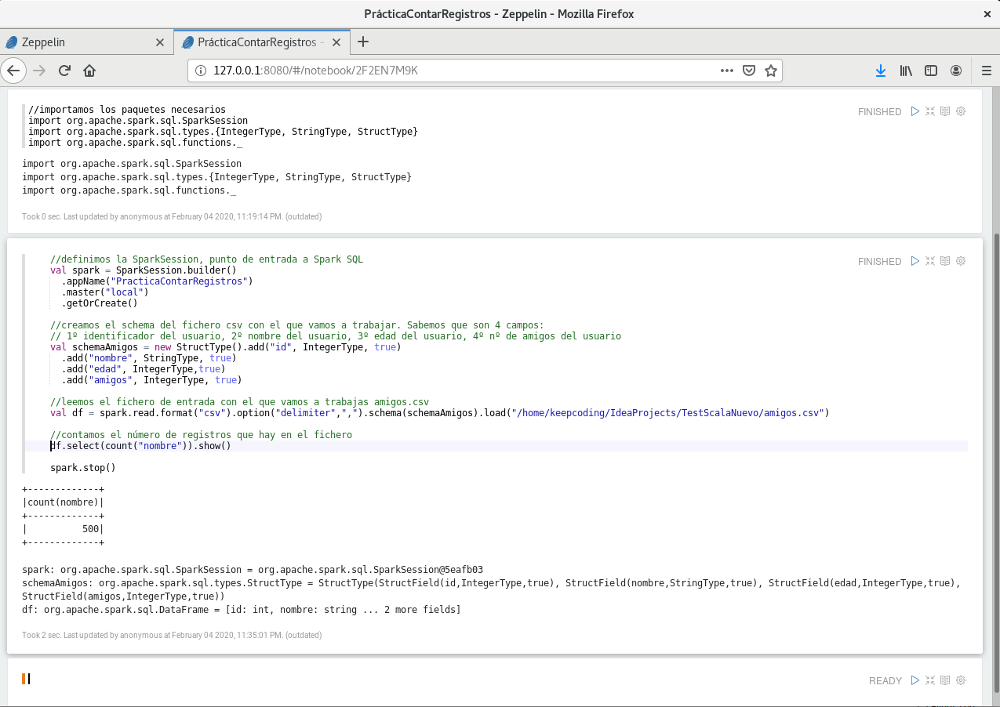 PrácticaContarRegistros - Zeppelin - Mozilla Firefox
Zeppelin
PrácticaContarRegistros -
127.0.0.1:8080/#/notebook/2F2EN7M9K
FINISHED
//importamos los paquetes necesarios
import org.apache.spark.sql.SparkSession
import org.apache.spark.sql.types.{IntegerType, StringType, StructType}
import org.apache.spark.sql.functions._
import org.apache.spark.sql.SparkSession
import org.apache.spark.sql.types.{IntegerType, StringType, StructType}
import org.apache.spark.sql.functions._
Took 0 sec. Last updated by anonymous at February 04 2020, 11:19:14 PM. (outdated)
FINISHED
//definimos la SparkSession, punto de entrada a Spark SQL
val spark = SparkSession.builder()
  .appName("PracticaContarRegistros")
  .master("local")
  .getOrCreate()
//creamos el schema del fichero csv con el que vamos a trabajar. Sabemos que son 4 campos:
// 1º identificador del usuario, 2º nombre del usuario, 3º edad del usuario, 4º nº de amigos del usuario
val schemaAmigos = new StructType().add("id", IntegerType, true)
  .add("nombre", StringType, true)
  .add("edad", IntegerType,true)
  .add("amigos", IntegerType, true)
//leemos el fichero de entrada con el que vamos a trabajas amigos.csv
val df = spark.read.format("csv").option("delimiter",",").schema(schemaAmigos).load("/home/keepcoding/IdeaProjects/TestScalaNuevo/amigos.csv")
//contamos el número de registros que hay en el fichero
df.select(count("nombre")).show()
spark.stop()
+-------------+
|count(nombre)|
+-------------+
|          500|
+-------------+
spark: org.apache.spark.sql.SparkSession = org.apache.spark.sql.SparkSession@5eafb03
schemaAmigos: org.apache.spark.sql.types.StructType = StructType(StructField(id,IntegerType,true), StructField(nombre,StringType,true), StructField(edad,IntegerType,true),
StructField(amigos,IntegerType,true))
df: org.apache.spark.sql.DataFrame = [id: int, nombre: string ... 2 more fields]
Took 2 sec. Last updated by anonymous at February 04 2020, 11:35:01 PM. (outdated)
READY